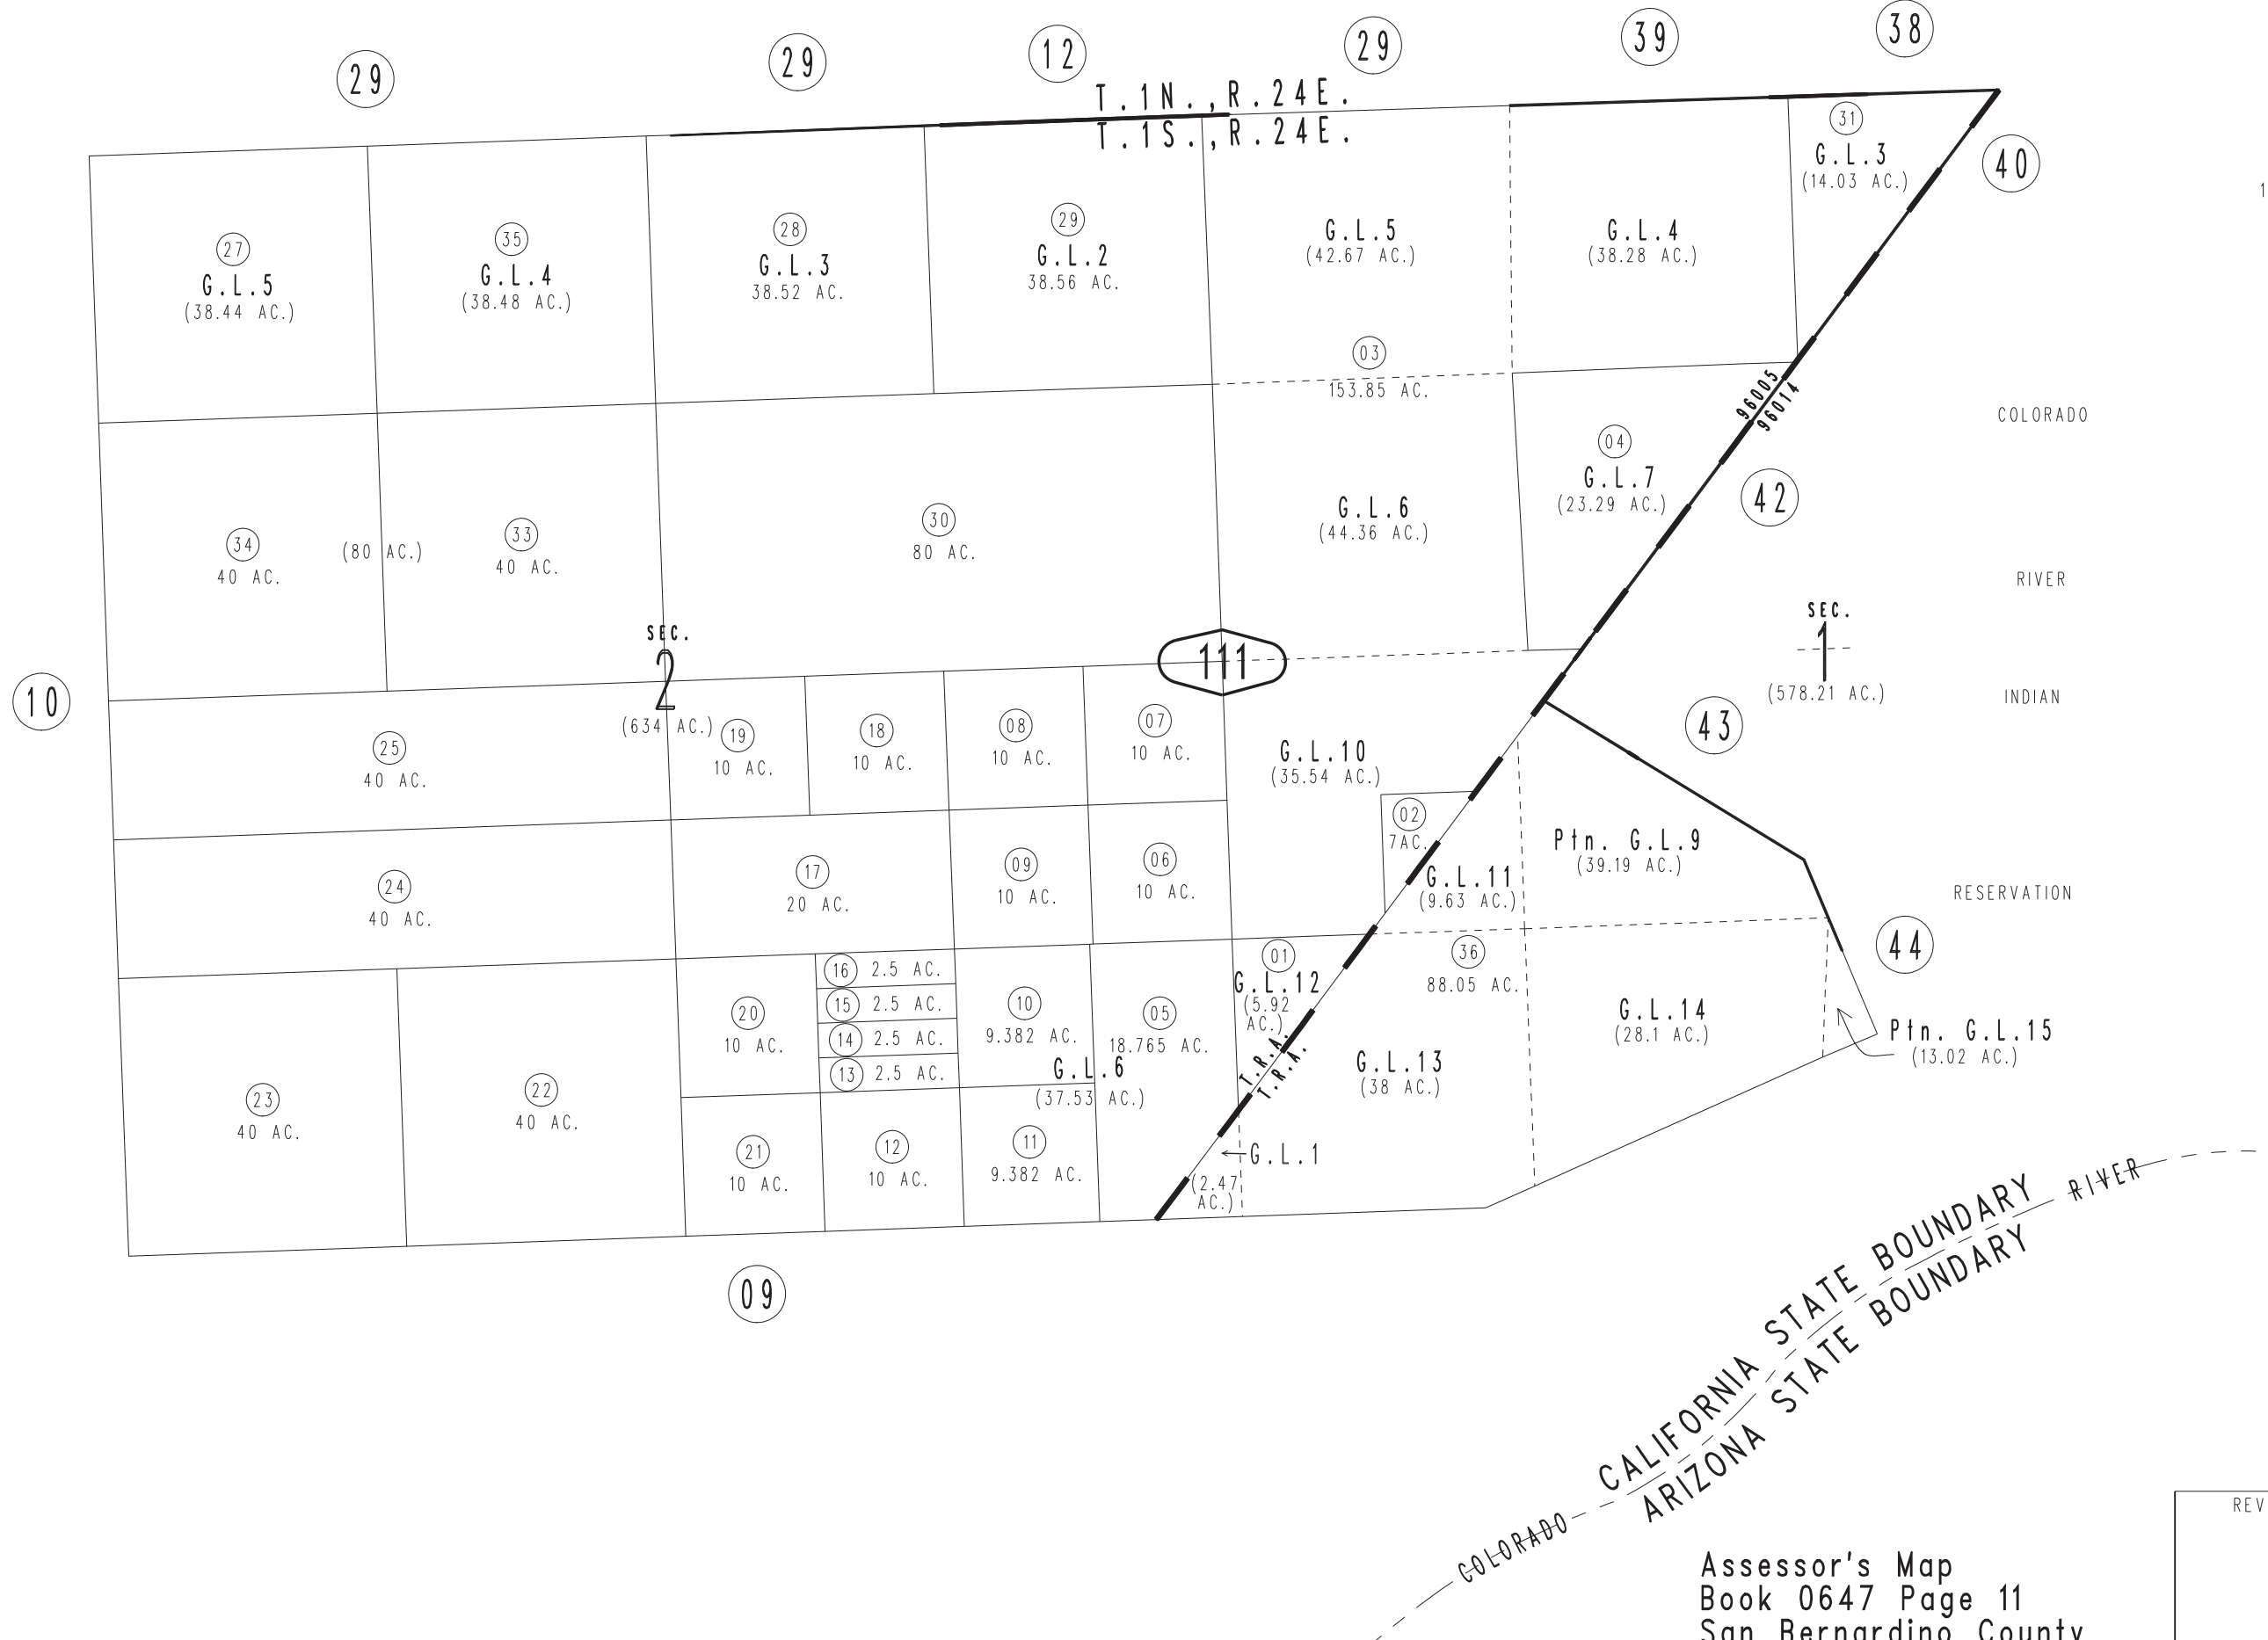 29
29
12
29
39
38
T.1N.,R.24E.
T.1S.,R.24E.
31
G.L.3
(14.03 AC.)
40
1
27
G.L.5
(38.44 AC.)
35
G.L.4
(38.48 AC.)
28
G.L.3
38.52 AC.
29
G.L.2
38.56 AC.
G.L.5
(42.67 AC.)
G.L.4
(38.28 AC.)
03
153.85 AC.
96005
96014
COLORADO
04
G.L.7
(23.29 AC.)
42
34
40 AC.
(80 AC.)
33
40 AC.
30
80 AC.
G.L.6
(44.36 AC.)
RIVER
SEC.
1
(578.21 AC.)
INDIAN
10
SEC.
2
(634 AC.)
111
43
25
40 AC.
19
10 AC.
18
10 AC.
08
10 AC.
07
10 AC.
G.L.10
(35.54 AC.)
02
7AC.
G.L.11
(9.63 AC.)
Ptn. G.L.9
(39.19 AC.)
RESERVATION
24
40 AC.
17
20 AC.
09
10 AC.
06
10 AC.
44
16 2.5 AC.
15 2.5 AC.
14 2.5 AC.
13 2.5 AC.
20
10 AC.
10
9.382 AC.
05
18.765 AC.
01
G.L.12
(5.92
AC.)
36
88.05 AC.
G.L.14
(28.1 AC.)
Ptn. G.L.15
(13.02 AC.)
G.L.6
(37.53 AC.)
T.R.A.
T.R.A.
G.L.13
(38 AC.)
23
40 AC.
22
40 AC.
21
10 AC.
12
10 AC.
11
9.382 AC.
G.L.1
(2.47
AC.)
09
RIVER
CALIFORNIA STATE BOUNDARY
ARIZONA STATE BOUNDARY
COLORADO
REV
Assessor's Map
Book 0647 Page 11
San Bernardino County